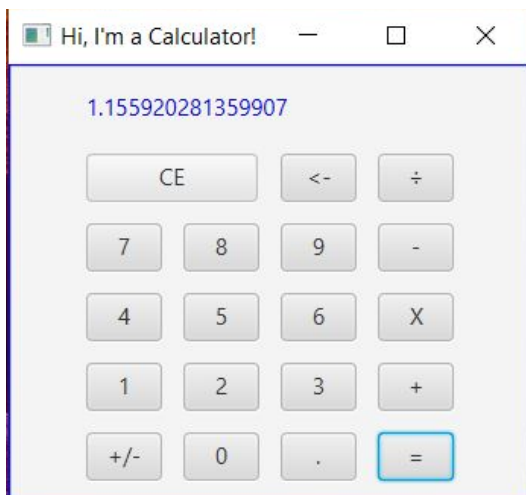 Hi, I'm a Calculator!
1.155920281359907
CE <- ÷
7 8 9 -
4 5 6 X
1 2 3 +
+/- 0 . =